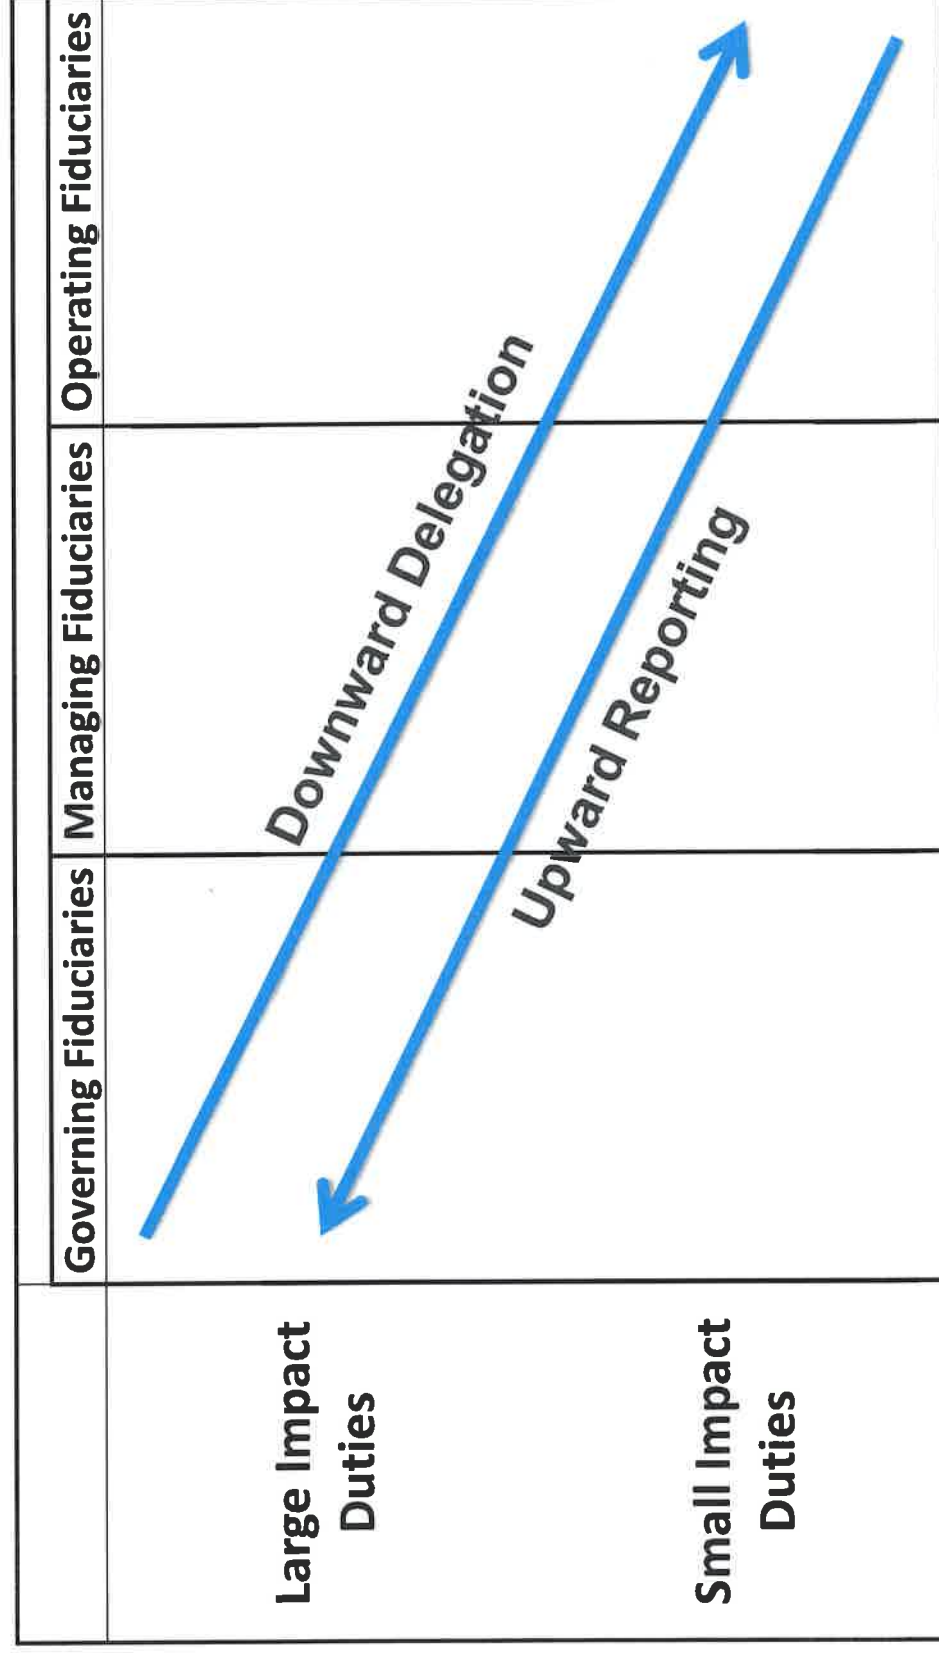 Governing Fiduciaries
Managing Fiduciaries
Operating Fiduciaries
Large Impact
Duties
Downward Delegation
Upward Reporting
Small Impact
Duties